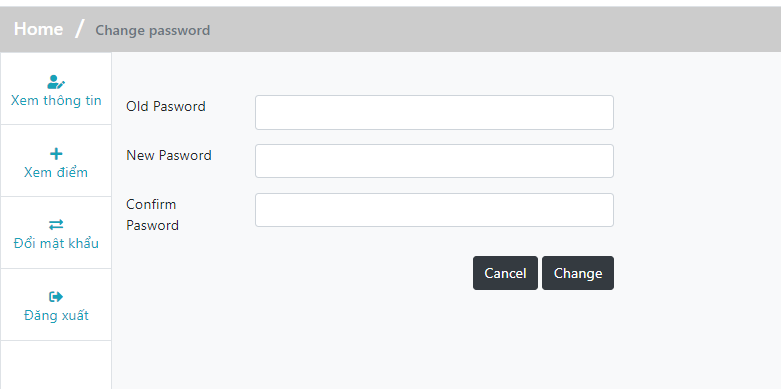 Home / Change password
Xem thông tin
Xem điểm
Đổi mật khẩu
Đăng xuất
Old Pasword
New Pasword
Confirm
Pasword
Cancel Change